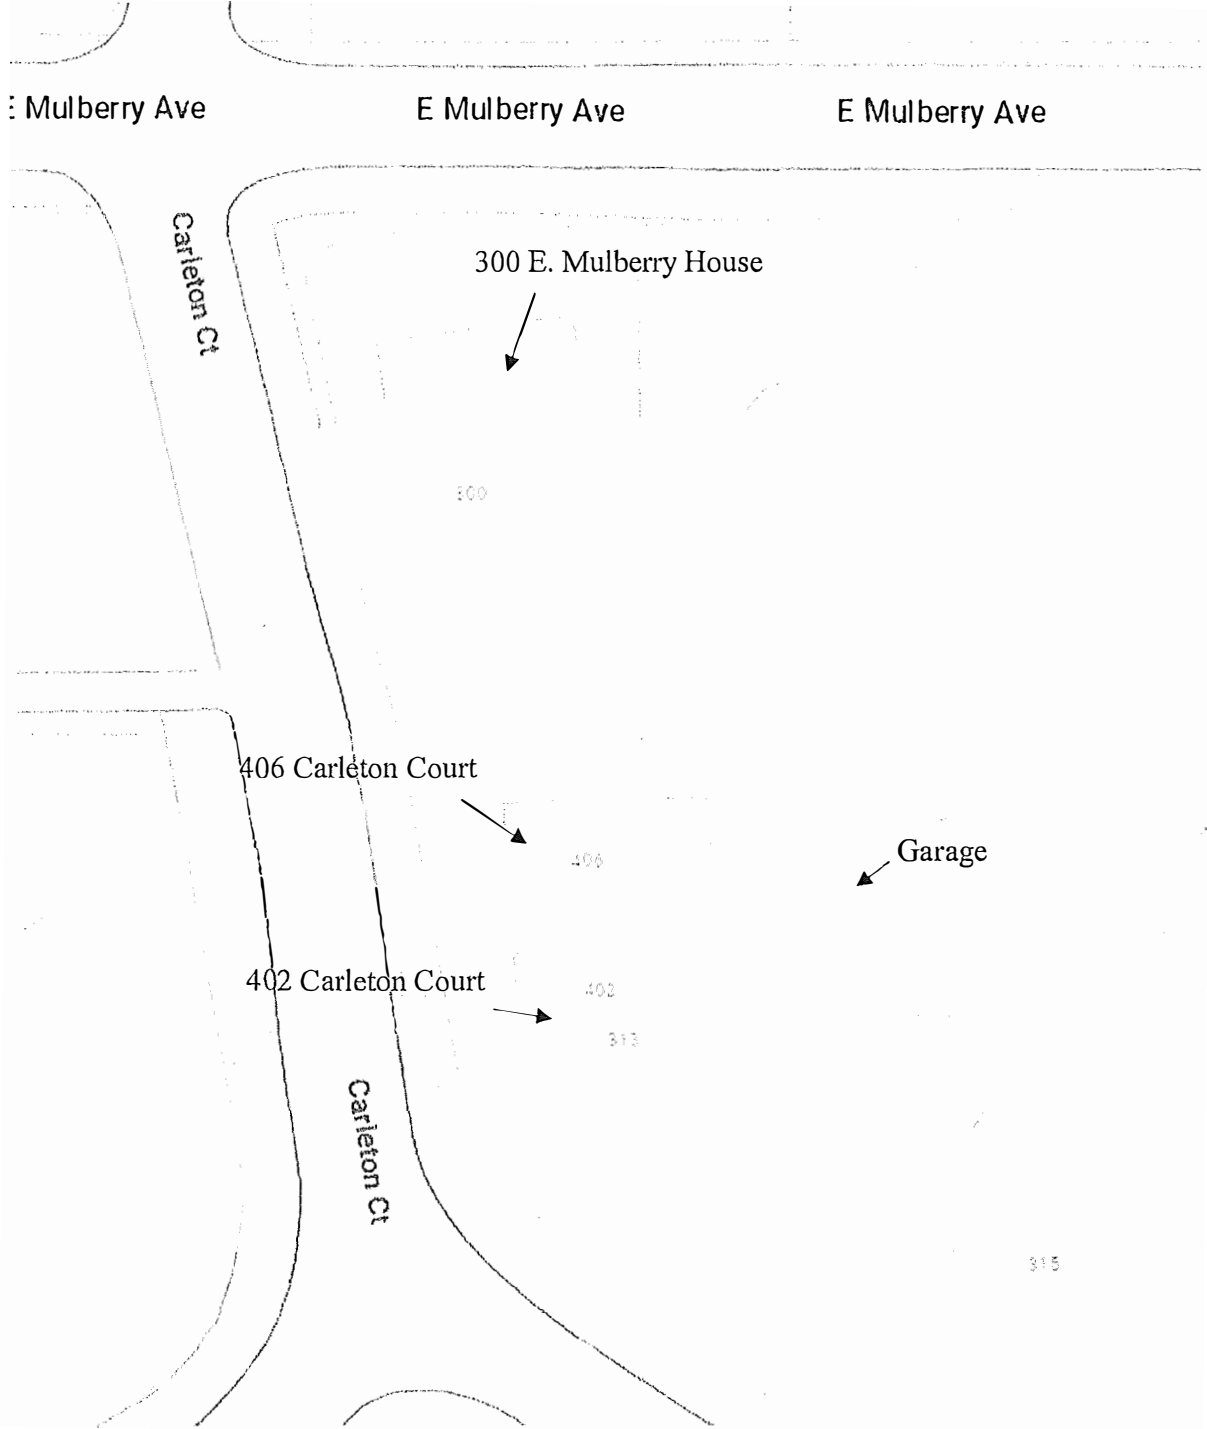 E Mulberry Ave
E Mulberry Ave
E Mulberry Ave
Carleton Ct
300 E. Mulberry House
300
406 Carleton Court
406
Garage
402 Carleton Court
402
313
Carleton Ct
315